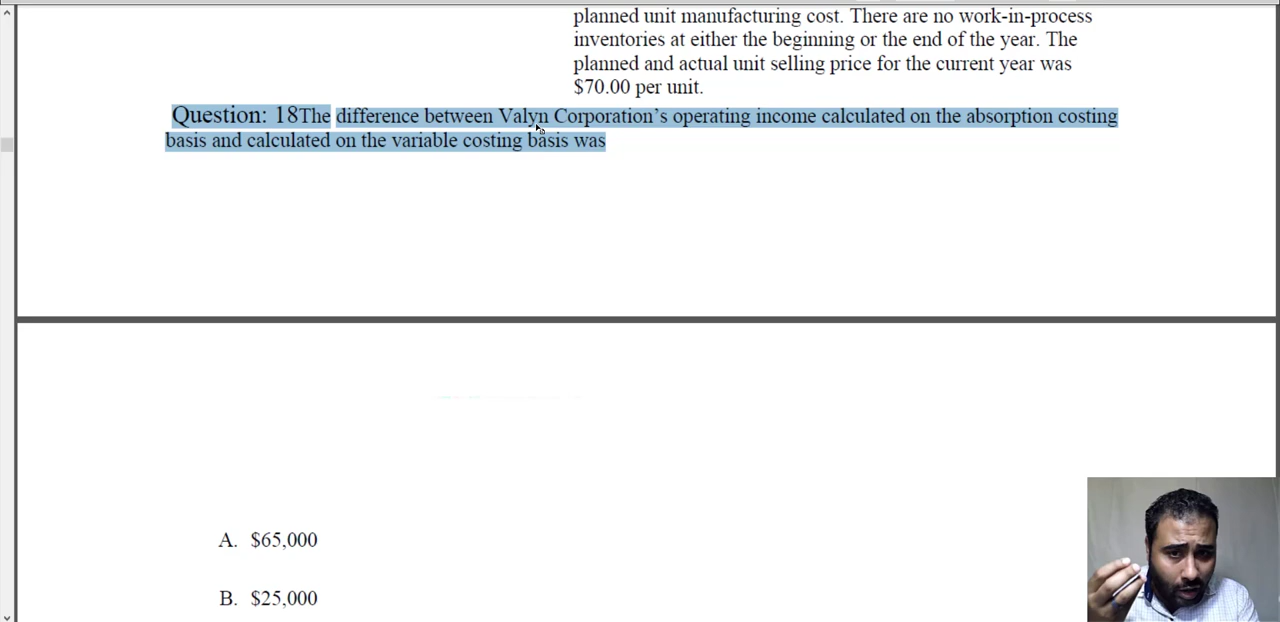 planned unit manufacturing cost. There are no work-in-process
inventories at either the beginning or the end of the year. The
planned and actual unit selling price for the current year was
$70.00 per unit.
Question: 18The difference between Valyn Corporation’s operating income calculated on the absorption costing
basis and calculated on the variable costing basis was
A. $65,000
B. $25,000